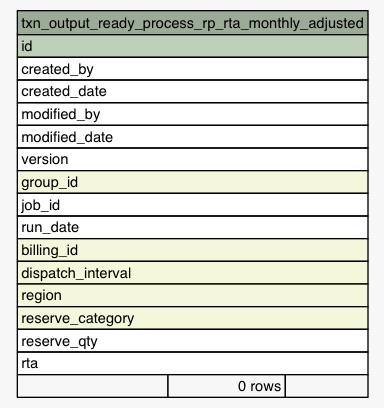 txn_output_ready_process_rp_rta_monthly_adjusted
id
created_by
created_date
modified_by
modified_date
version
group_id
job_id
run_date
billing_id
dispatch_interval
region
reserve_category
reserve_qty
rta
0 rows